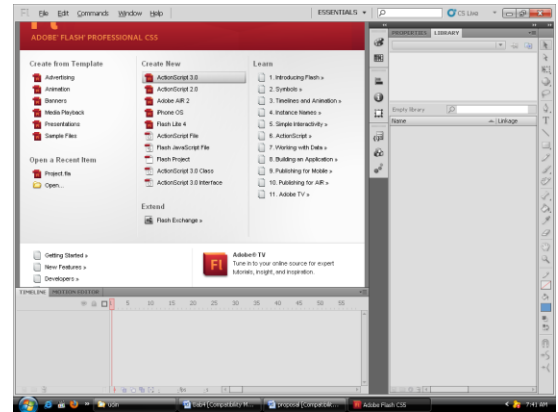 FL File Edit Commands Window Help ESSENTIALS CS Live
ADOBE® FLASH® PROFESSIONAL CS5
Create from Template
Advertising
Animation
Banners
Media Playback
Presentations
Sample Files
Open a Recent Item
Project.fla
Open...
Create New
ActionScript 3.0
ActionScript 2.0
Adobe AIR 2
iPhone OS
Flash Lite 4
ActionScript File
Flash JavaScript File
Flash Project
ActionScript 3.0 Class
ActionScript 3.0 Interface
Extend
Flash Exchange »
Learn
1. Introducing Flash »
2. Symbols »
3. Timelines and Animation »
4. Instance Names »
5. Simple Interactivity »
6. ActionScript »
7. Working with Data »
8. Building an Application »
9. Publishing for Mobile »
10. Publishing for AIR »
11. Adobe TV »
Getting Started »
New Features »
Developers »
FL
Adobe® TV
Tune in to your online source for expert
tutorials, insight, and inspiration.
PROPERTIES LIBRARY
Empty library
Name Linkage
TIMELINE MOTION EDITOR
5 10 15 20 25 30 35 40 45 50 55
udin
bab4 [Compatibility M...
proposal [Compatibilit...
Adobe Flash CS5
7:41 AM